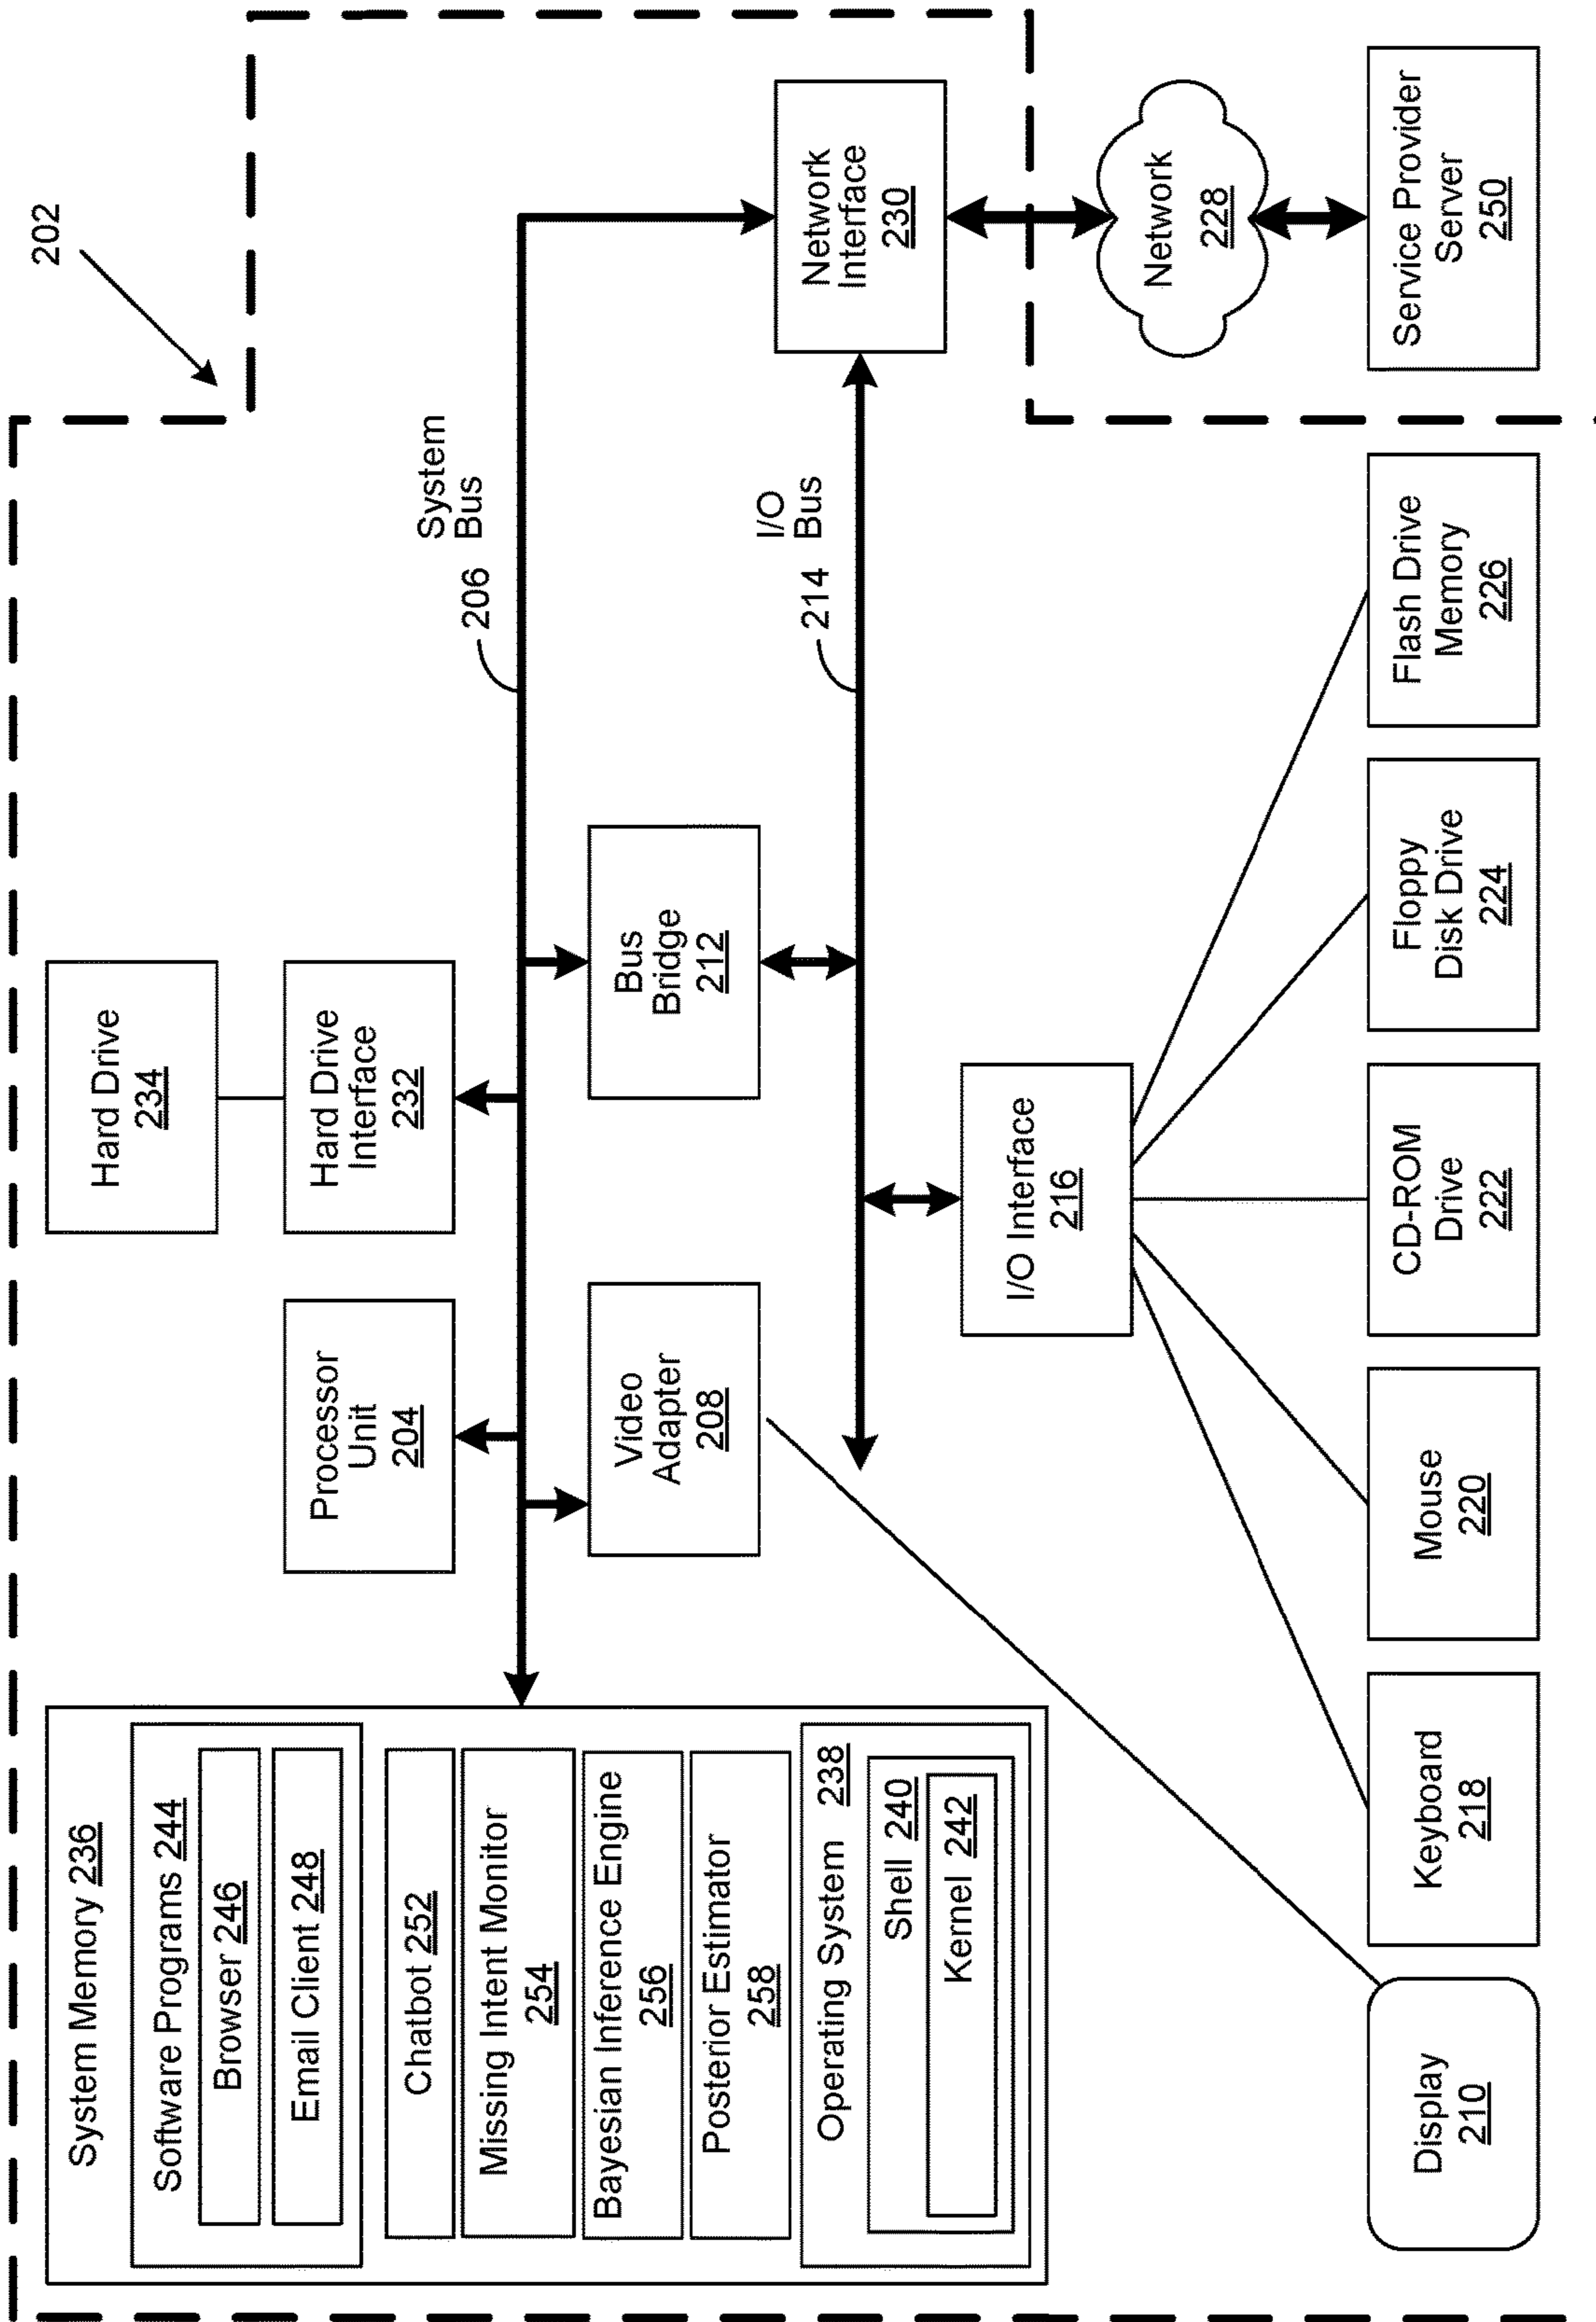 202
System Memory 236
Software Programs 244
Browser 246
Email Client 248
Chatbot 252
Missing Intent Monitor
254
Bayesian Inference Engine
256
Posterior Estimator
258
Operating System 238
Shell 240
Kernel 242
Processor
Unit
204
Hard Drive
234
Hard Drive
Interface
232
System
Bus
206
Video
Adapter
208
Bus
Bridge
212
I/O
Bus
214
Network
Interface
230
I/O Interface
216
Network
228
Display
210
Keyboard
218
Mouse
220
CD-ROM
Drive
222
Floppy
Disk Drive
224
Flash Drive
Memory
226
Service Provider
Server
250